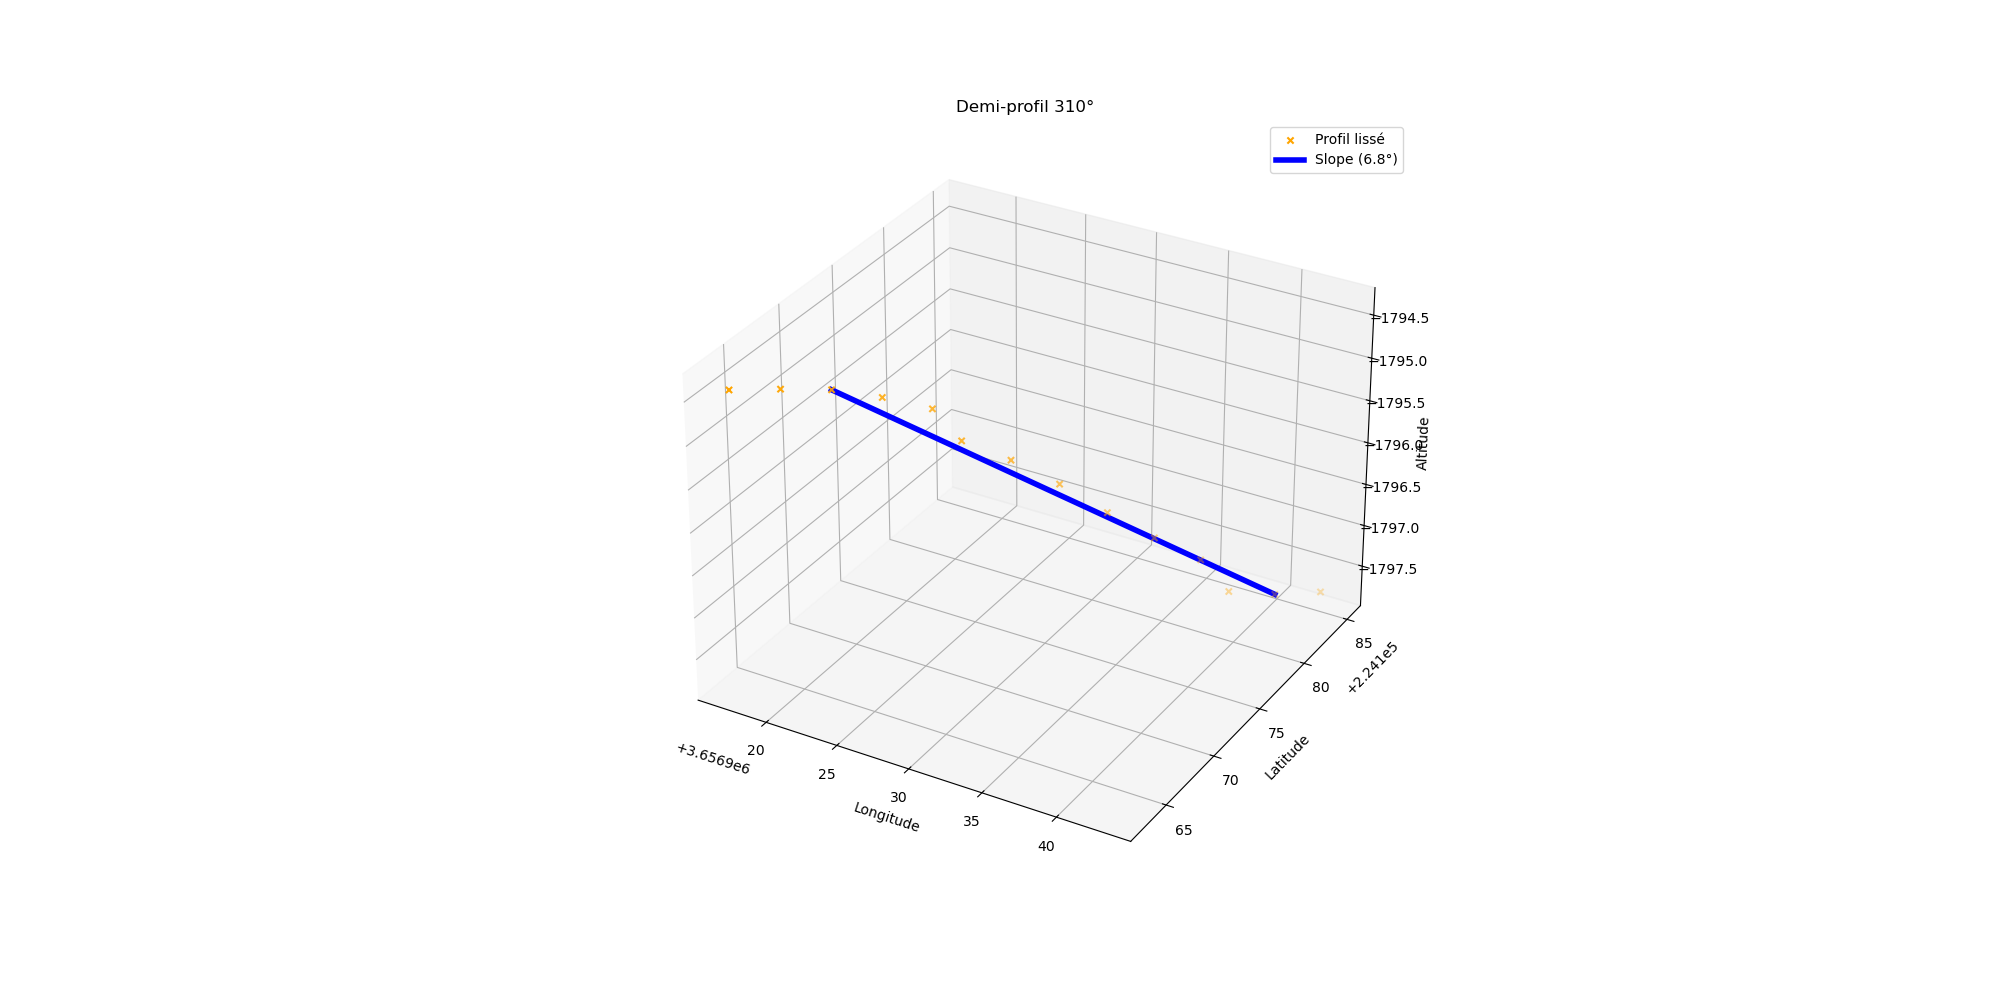 Demi-profil 310°
Profil lissé
Slope (6.8°)
−1794.5
−1795.0
−1795.5
−1796.0
−1796.5
−1797.0
−1797.5
Altitude
85
80
75
70
65
+2.241e5
Latitude
20
25
30
35
40
+3.6569e6
Longitude